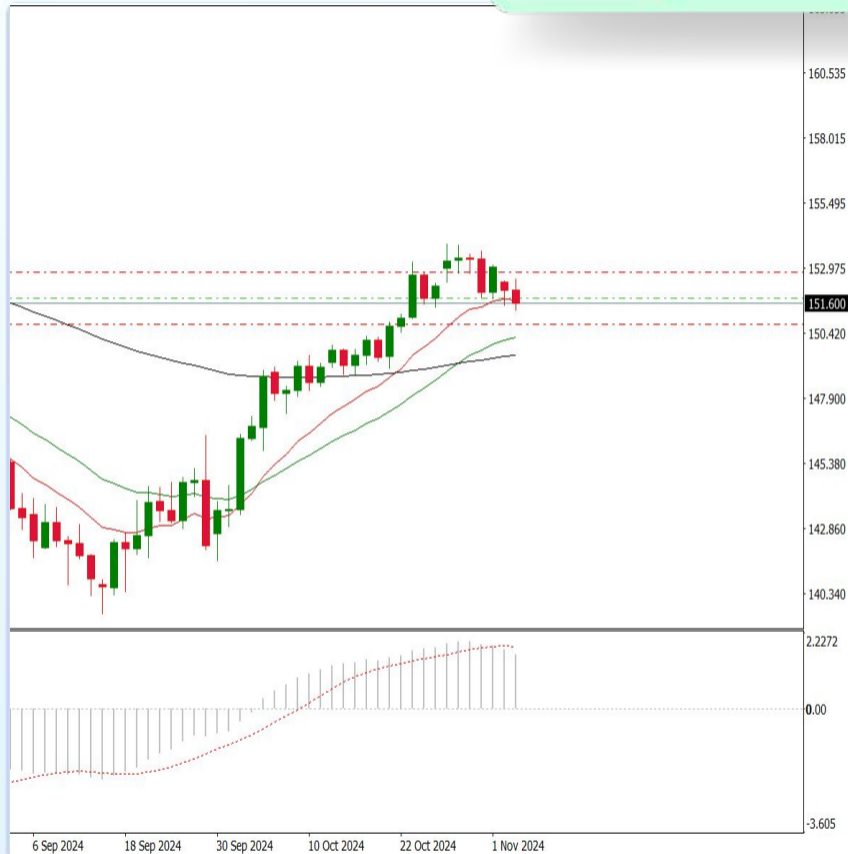 160.535
158.015
155.495
152.975
151.600
150.420
147.900
145.380
142.860
140.340
2.2272
0.00
-3.605
6 Sep 2024
18 Sep 2024
30 Sep 2024
10 Oct 2024
22 Oct 2024
1 Nov 2024